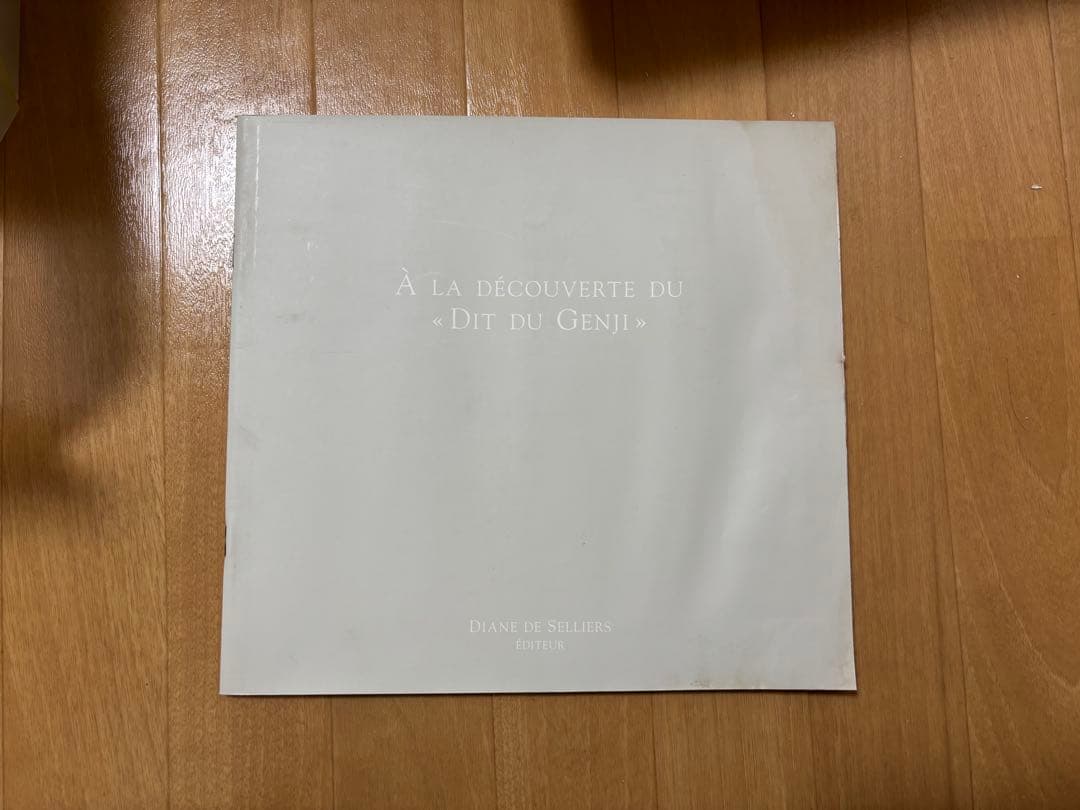 À LA DÉCOUVERTE DU
« DIT DU GENJI »
DIANE DE SELLIERS
ÉDITEUR